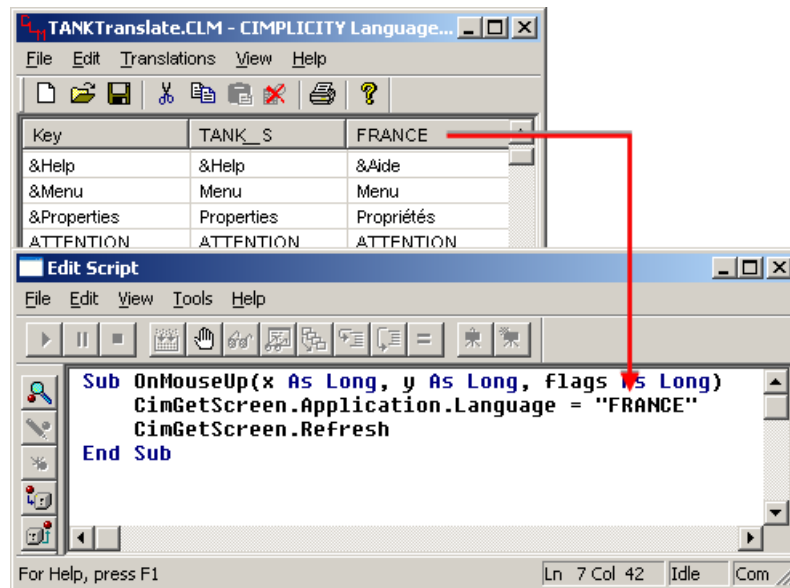 TANKTranslate.CLM - CIMPLICITY Language...
File Edit Translations View Help
Key TANK__S FRANCE
&Help &Help &Aide
&Menu Menu Menu
&Properties Properties Propriétés
ATTENTION ATTENTION ATTENTION
Edit Script
File Edit View Tools Help
Sub OnMouseUp(x As Long, y As Long, flags As Long)
CimGetScreen.Application.Language = "FRANCE"
CimGetScreen.Refresh
End Sub
For Help, press F1 Ln 7 Col 42 Idle Com